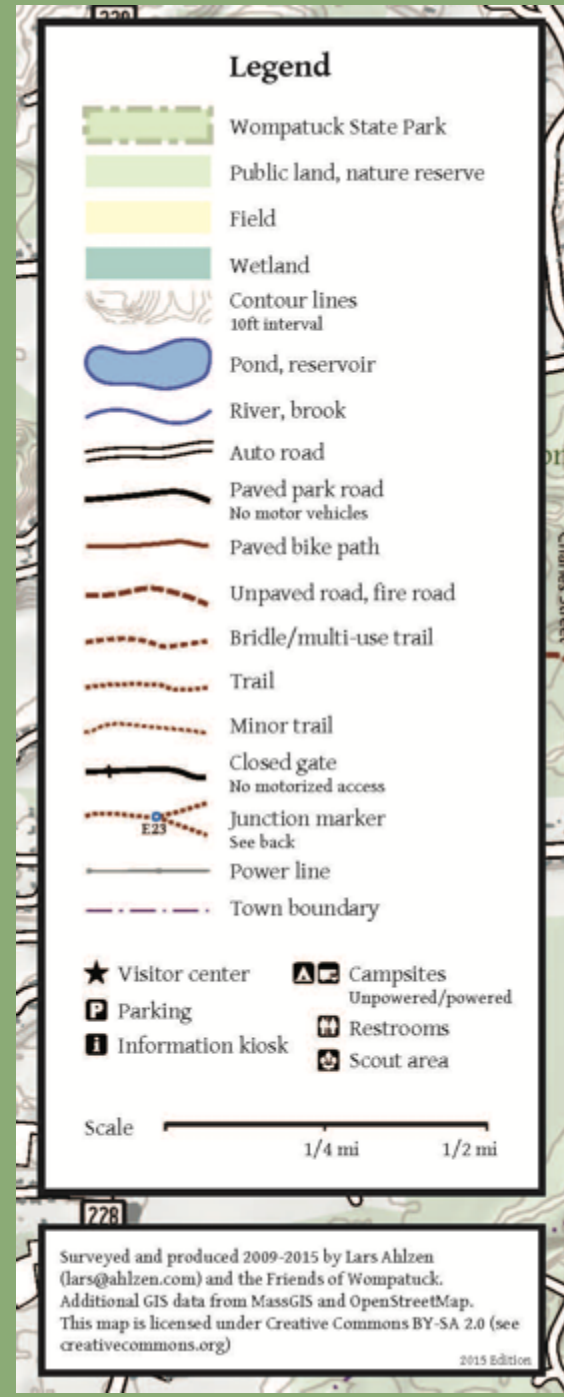 Legend
Wompatuck State Park
Public land, nature reserve
Field
Wetland
Contour lines
10ft interval
Pond, reservoir
River, brook
Auto road
Paved park road
No motor vehicles
Paved bike path
Unpaved road, fire road
Bridle/multi-use trail
Trail
Minor trail
Closed gate
No motorized access
E23
Junction marker
See back
Power line
Town boundary
Visitor center
P Parking
i Information kiosk
Campsites
Unpowered/powered
Restrooms
Scout area
Scale
1/4 mi 1/2 mi
228
Surveyed and produced 2009-2015 by Lars Ahlzen
(lars@ahlzen.com) and the Friends of Wompatuck.
Additional GIS data from MassGIS and OpenStreetMap.
This map is licensed under Creative Commons BY-SA 2.0 (see
creativecommons.org)
2015 Edition